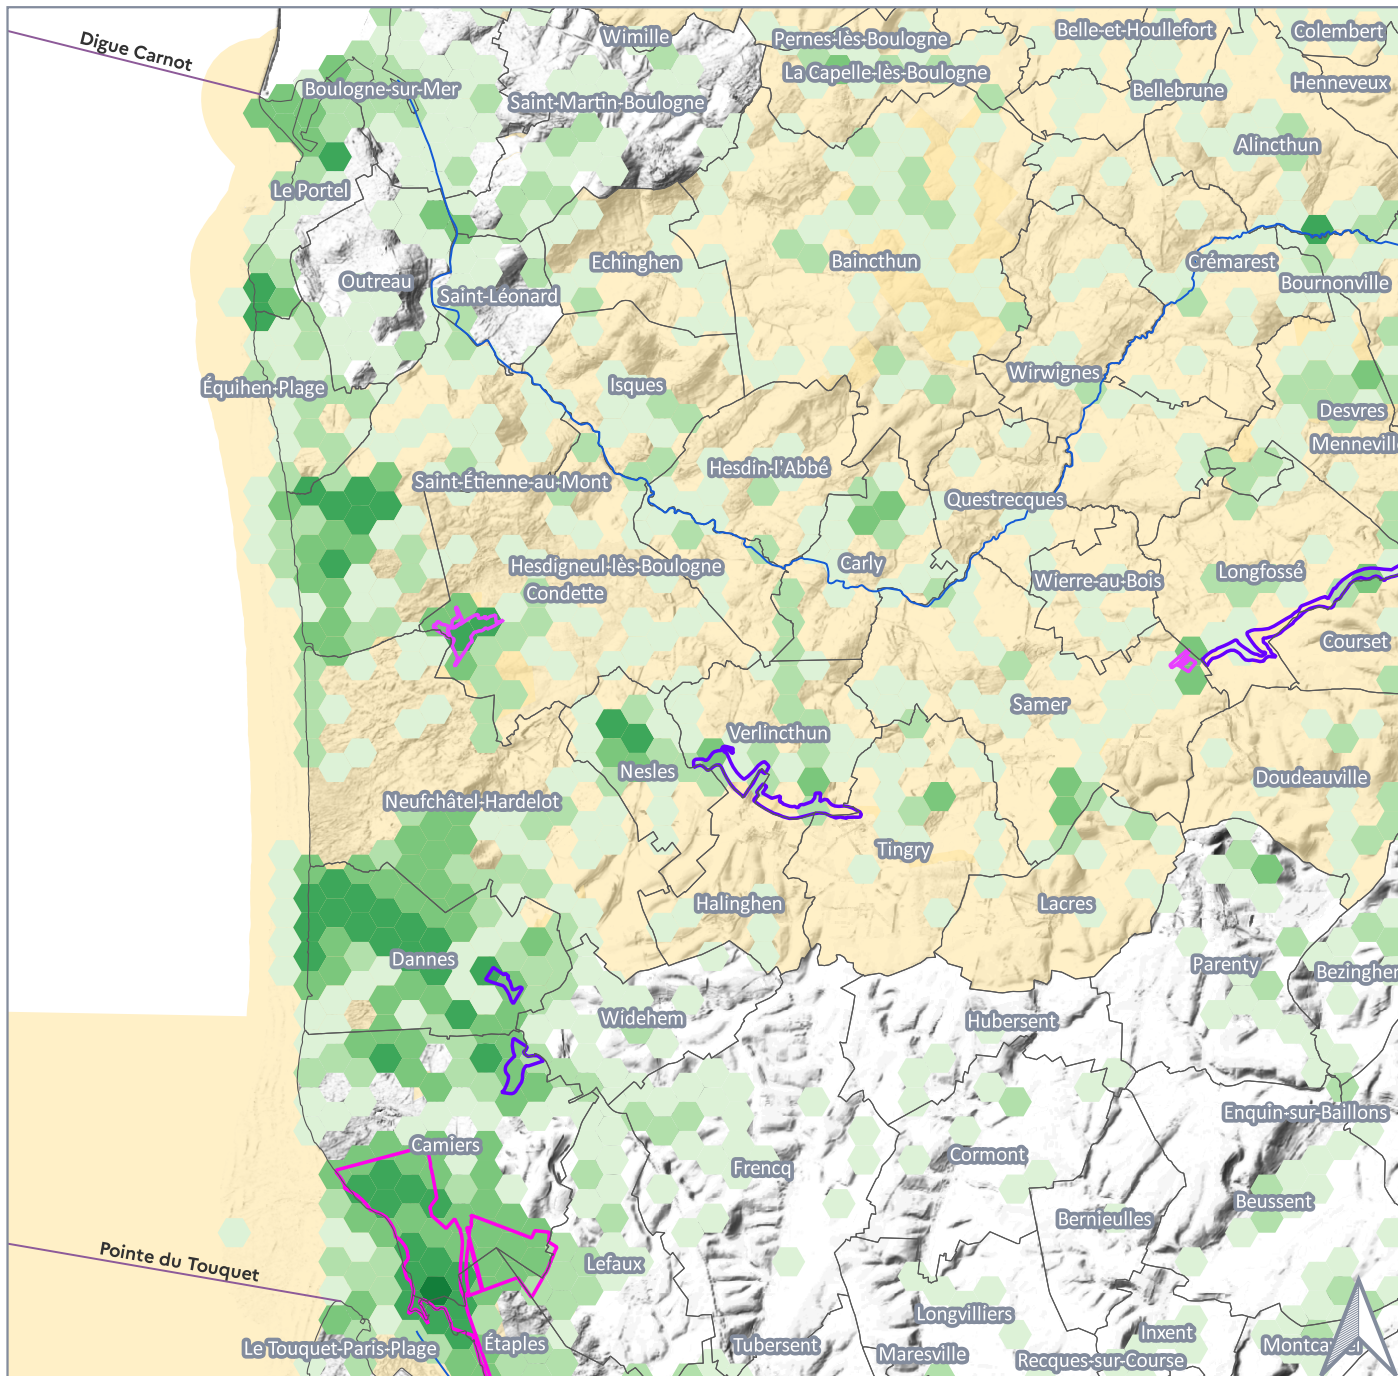 Digue Carnot
Wimille
Pernes-lès-Boulogne
Belle-et-Houllefort
Colembert
La Capelle-lès-Boulogne
Henneveux
Boulogne-sur-Mer
Bellebrune
Saint-Martin-Boulogne
Alincthun
Le Portel
Echinghen
Baincthun
Crémarest
Outreau
Bournonville
Saint-Léonard
Wirwignes
Équihen-Plage
Isques
Desvres
Mennevill
Hesdin-l'Abbé
Saint-Étienne-au-Mont
Questrecques
Carly
Hesdigneul-lès-Boulogne
Longfossé
Wierre-au-Bois
Condette
Courset
Samer
Verlincthun
Nesles
Doudeauville
Neufchâtel-Hardelot
Tingry
Halinghen
Lacres
Dannes
Parenty
Bezinghem
Widehem
Hubersent
Enquin-sur-Baillons
Camiers
Cormont
Frencq
Beussent
Bernieulles
Pointe du Touquet
Lefaux
Longvilliers
Inxent
Le Touquet-Paris-Plage
Étaples
Tubersent
Maresville
Recques-sur-Course